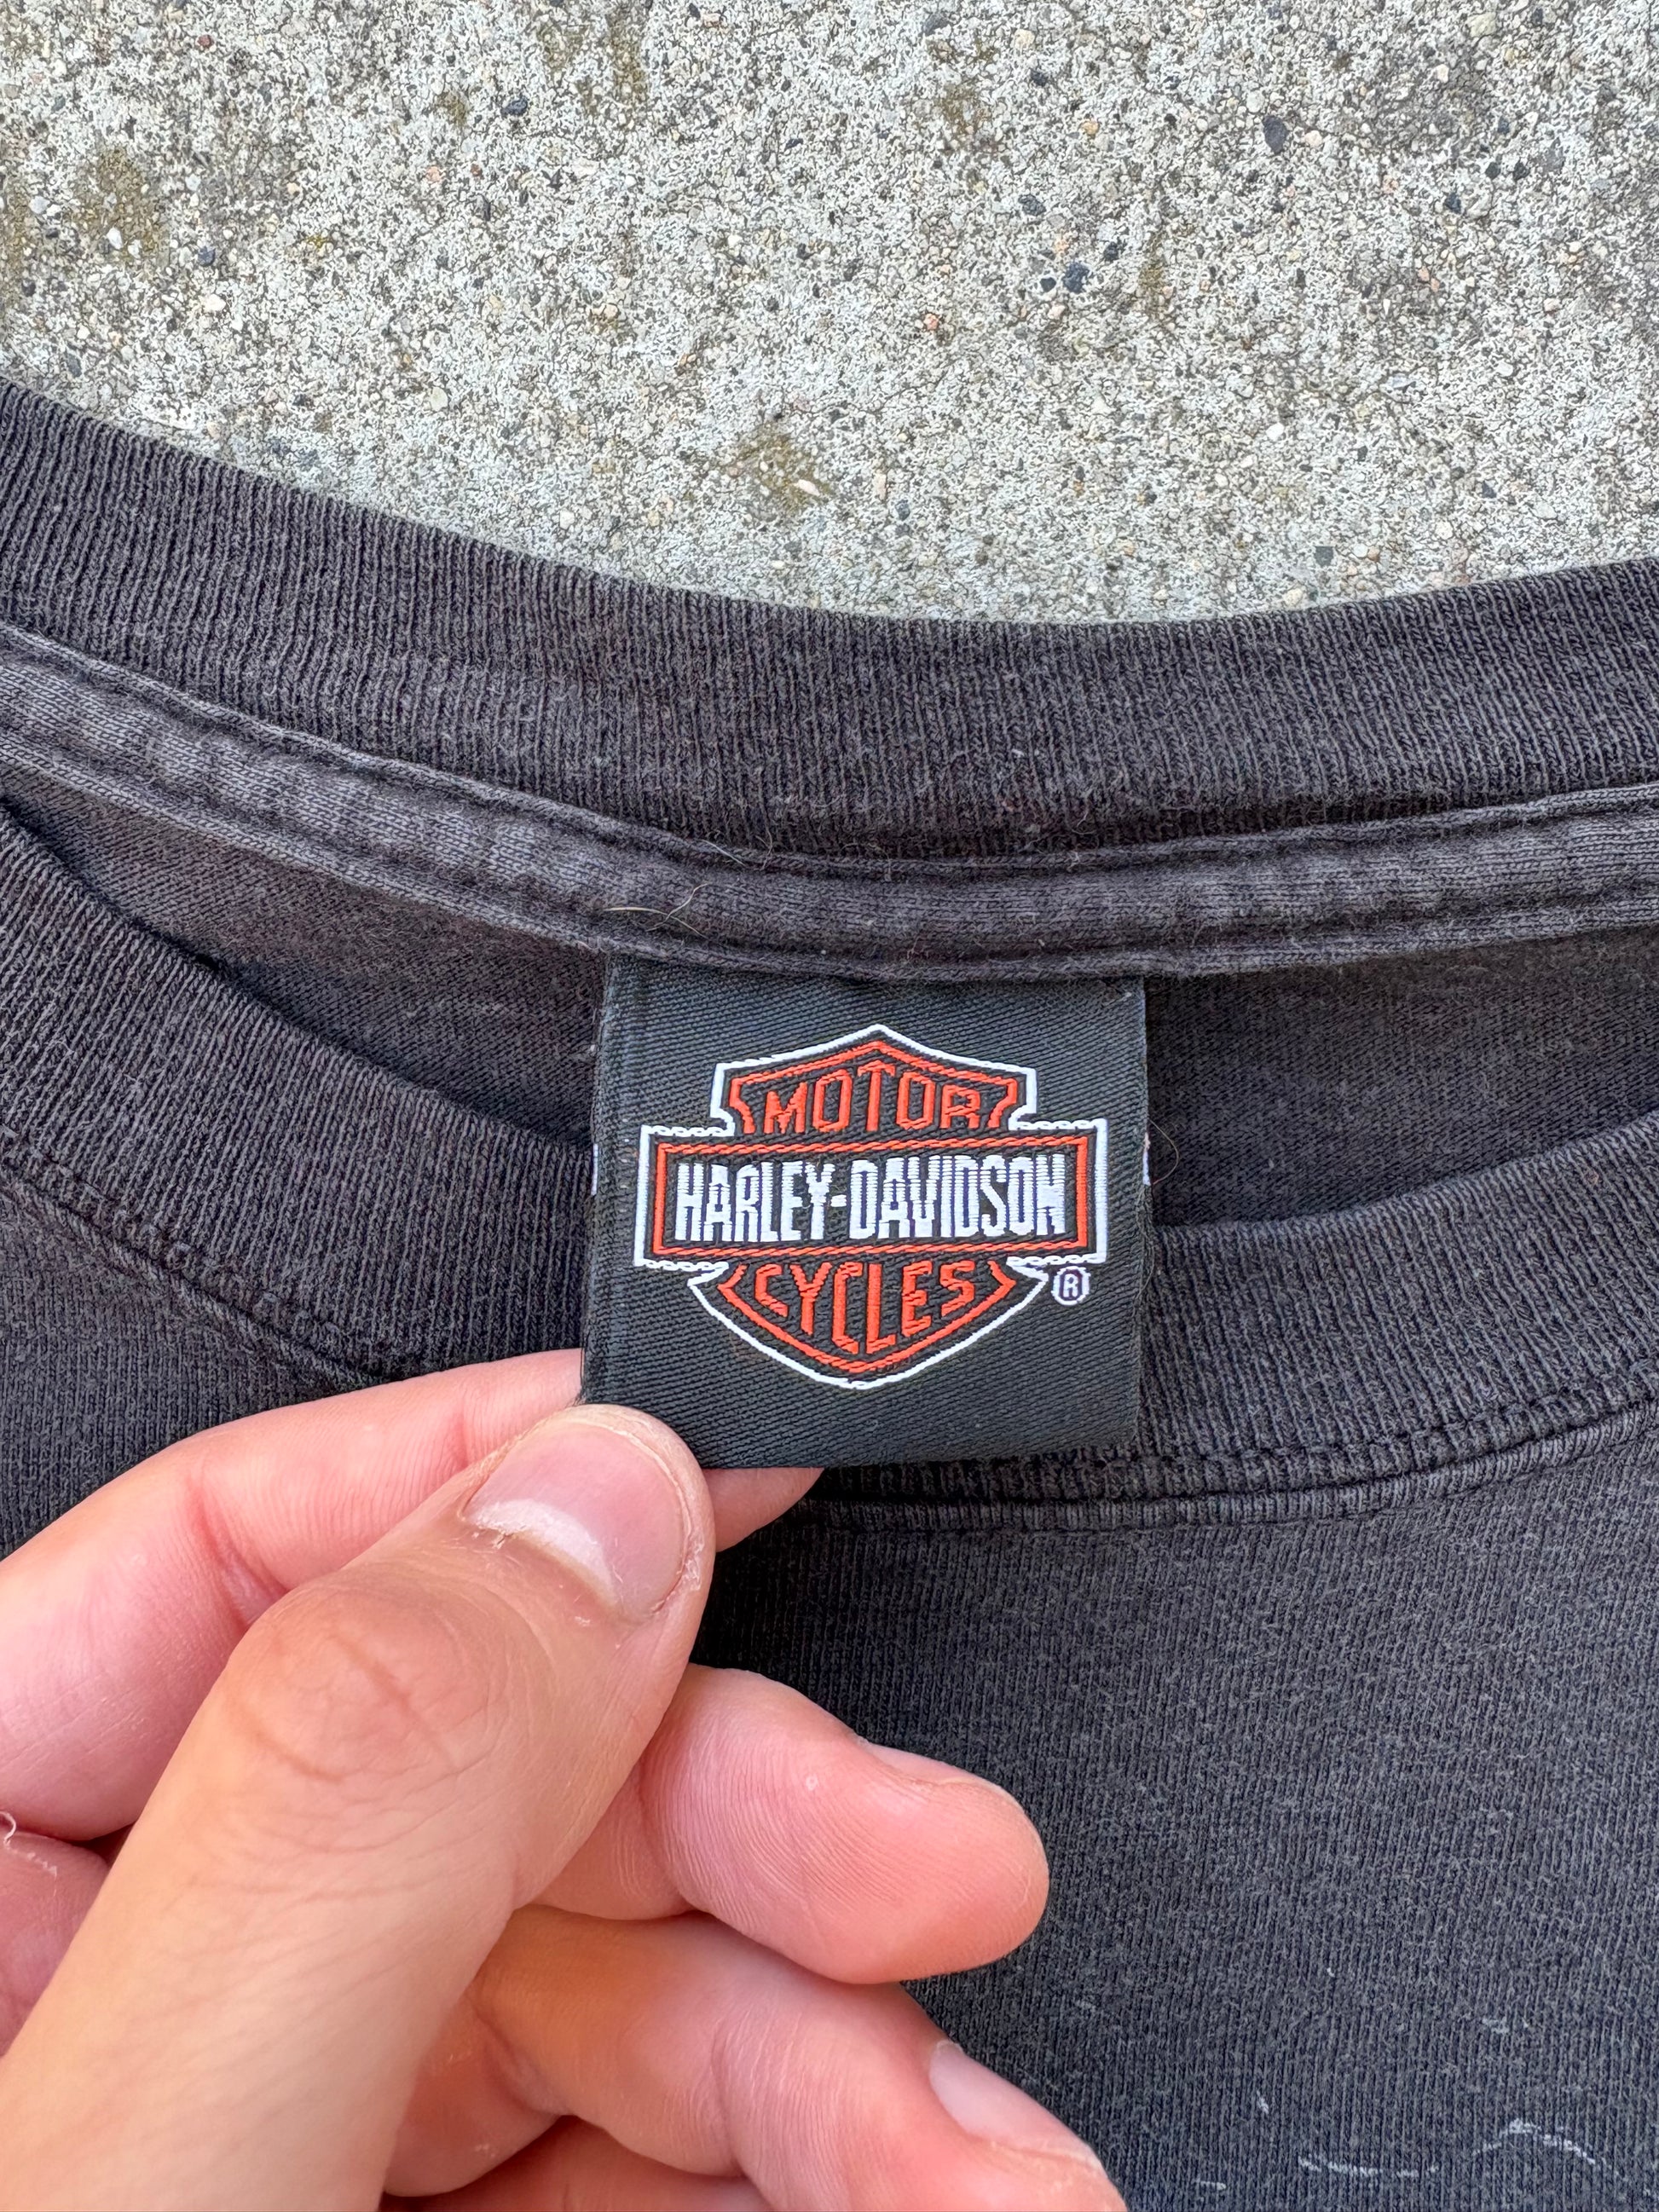 MOTOR
HARLEY-DAVIDSON
CYCLES
®